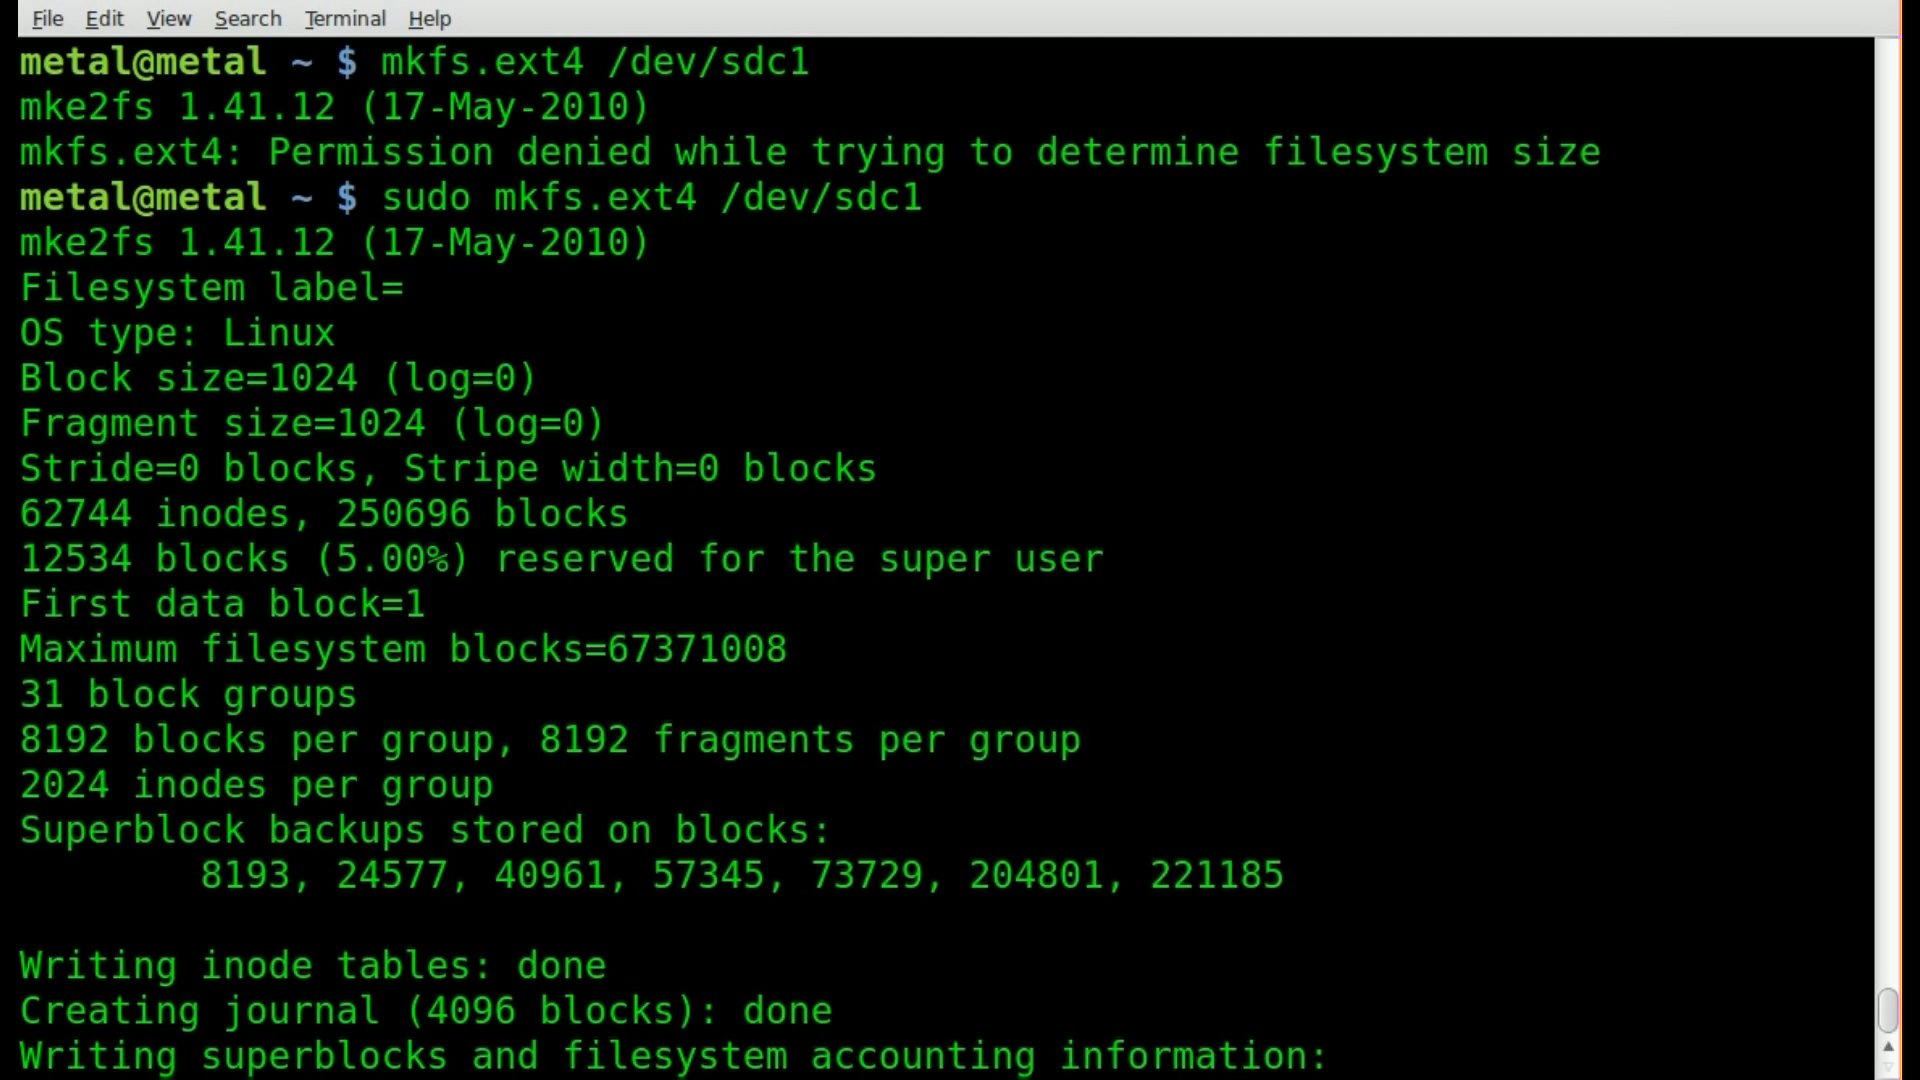 File Edit View Search Terminal Help
metal@metal ~ $ mkfs.ext4 /dev/sdc1
mke2fs 1.41.12 (17-May-2010)
mkfs.ext4: Permission denied while trying to determine filesystem size
metal@metal ~ $ sudo mkfs.ext4 /dev/sdc1
mke2fs 1.41.12 (17-May-2010)
Filesystem label=
OS type: Linux
Block size=1024 (log=0)
Fragment size=1024 (log=0)
Stride=0 blocks, Stripe width=0 blocks
62744 inodes, 250696 blocks
12534 blocks (5.00%) reserved for the super user
First data block=1
Maximum filesystem blocks=67371008
31 block groups
8192 blocks per group, 8192 fragments per group
2024 inodes per group
Superblock backups stored on blocks:
        8193, 24577, 40961, 57345, 73729, 204801, 221185

Writing inode tables: done
Creating journal (4096 blocks): done
Writing superblocks and filesystem accounting information: